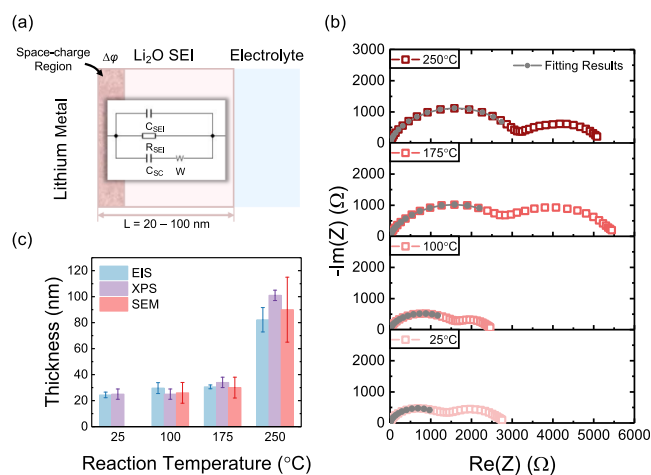 (a)
Space-charge
Region
Δφ
Li₂O SEI
Electrolyte
Lithium Metal
C_SEI
R_SEI
C_SC
W
L = 20 – 100 nm
(b)
3000
2000
1000
0
250°C
Fitting Results
2000
1000
0
175°C
2000
1000
0
100°C
2000
1000
0
25°C
-Im(Z) (Ω)
0 1000 2000 3000 4000 5000 6000
Re(Z) (Ω)
(c)
Thickness (nm)
120
100
80
60
40
20
0
EIS
XPS
SEM
25 100 175 250
Reaction Temperature (°C)